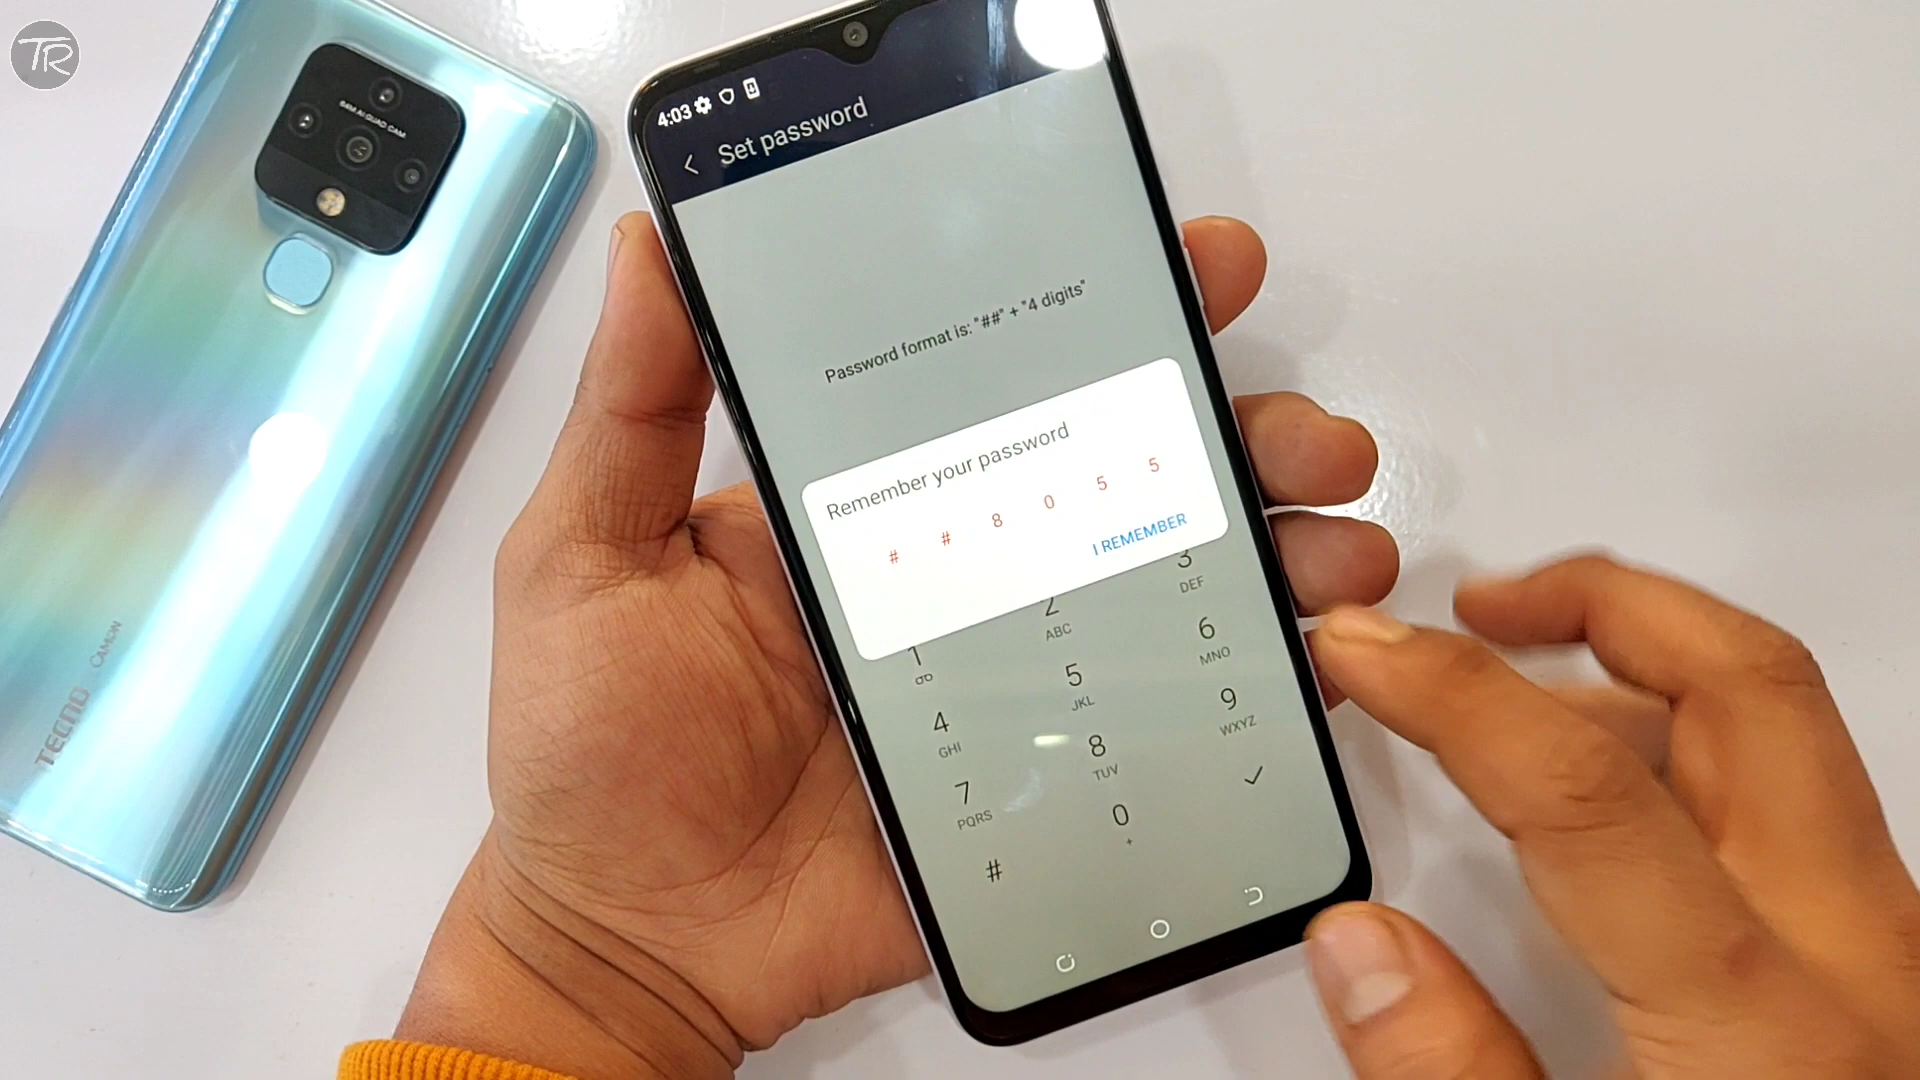 TR
64M AI QUAD CAM
TECNO CAMON
4:03
Set password
Password format is: "##" + "4 digits"
Remember your password
# # 8 0 5 5
I REMEMBER
1
2 ABC
3 DEF
4 GHI
5 JKL
6 MNO
7 PQRS
8 TUV
9 WXYZ
#
0 +